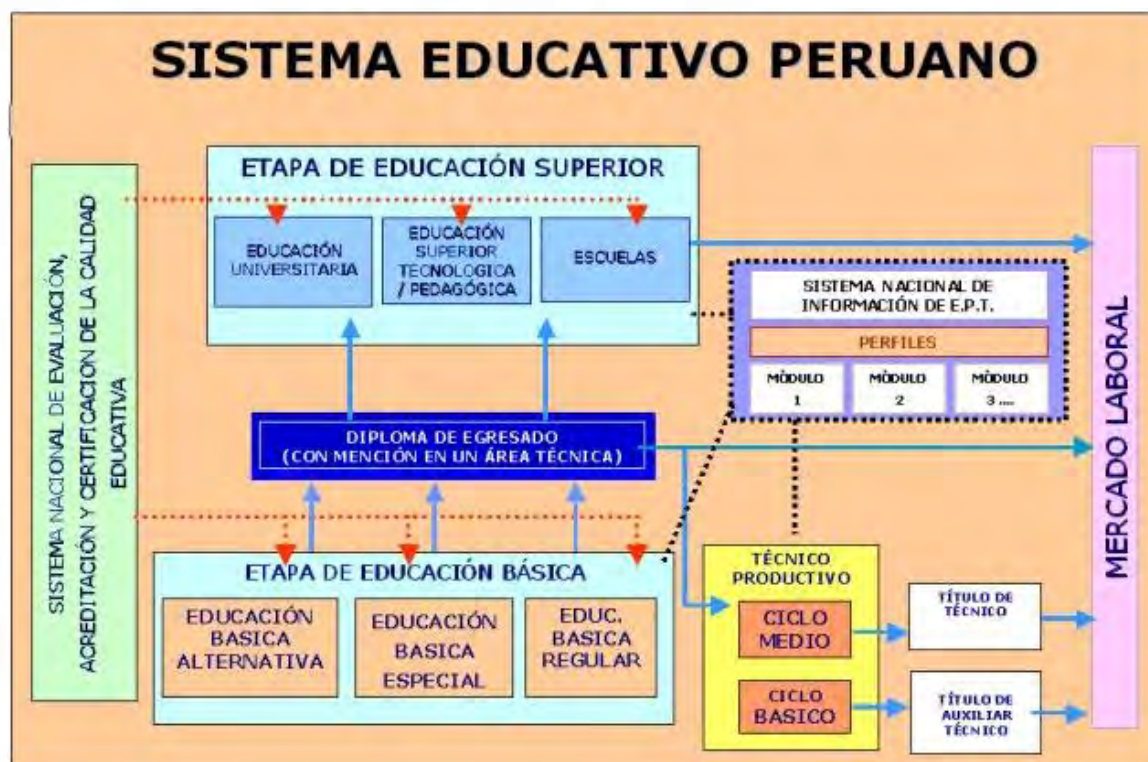 SISTEMA EDUCATIVO PERUANO
SISTEMA NACIONAL DE EVALUACIÓN,
ACREDITACIÓN Y CERTIFICACION DE LA CALIDAD
EDUCATIVA
ETAPA DE EDUCACIÓN SUPERIOR
EDUCACIÓN
UNIVERSITARIA
EDUCACIÓN
SUPERIOR
TECNOLOGICA
/ PEDAGÓGICA
ESCUELAS
SISTEMA NACIONAL DE
INFORMACIÓN DE E.P.T.
PERFILES
MÒDULO
1
MÒDULO
2
MÒDULO
3 ....
DIPLOMA DE EGRESADO
(CON MENCIÓN EN UN ÁREA TÉCNICA)
ETAPA DE EDUCACIÓN BÁSICA
EDUCACIÓN
BASICA
ALTERNATIVA
EDUCACIÓN
BASICA
ESPECIAL
EDUC.
BASICA
REGULAR
TÉCNICO
PRODUCTIVO
CICLO
MEDIO
CICLO
BASICO
TÍTULO DE
TÉCNICO
TÍTULO DE
AUXILIAR
TÉCNICO
MERCADO LABORAL